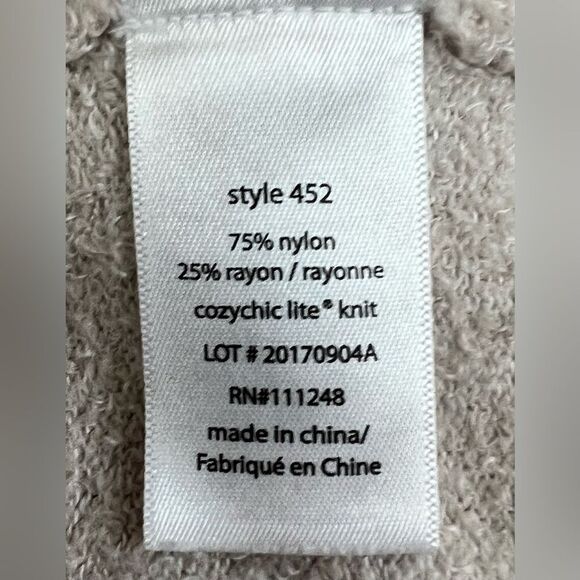 style 452
75% nylon
25% rayon / rayonne
cozychic lite® knit
LOT # 20170904A
RN#111248
made in china/
Fabriqué en Chine